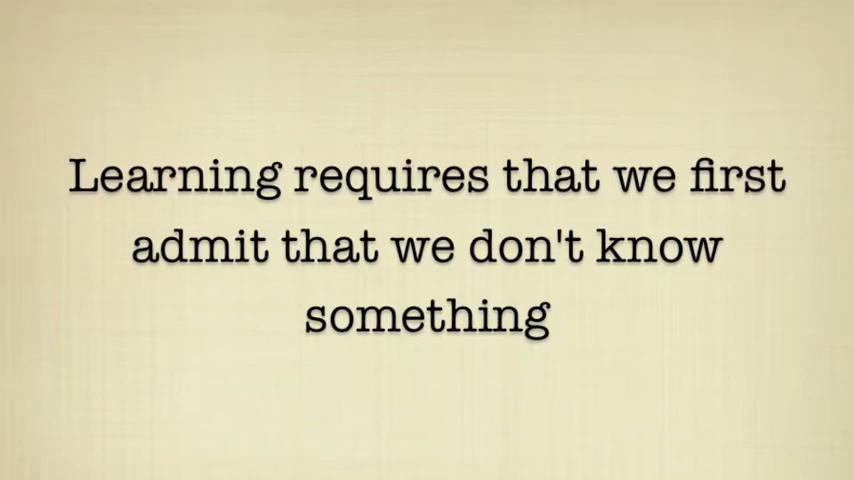 Learning requires that we first
admit that we don't know
something